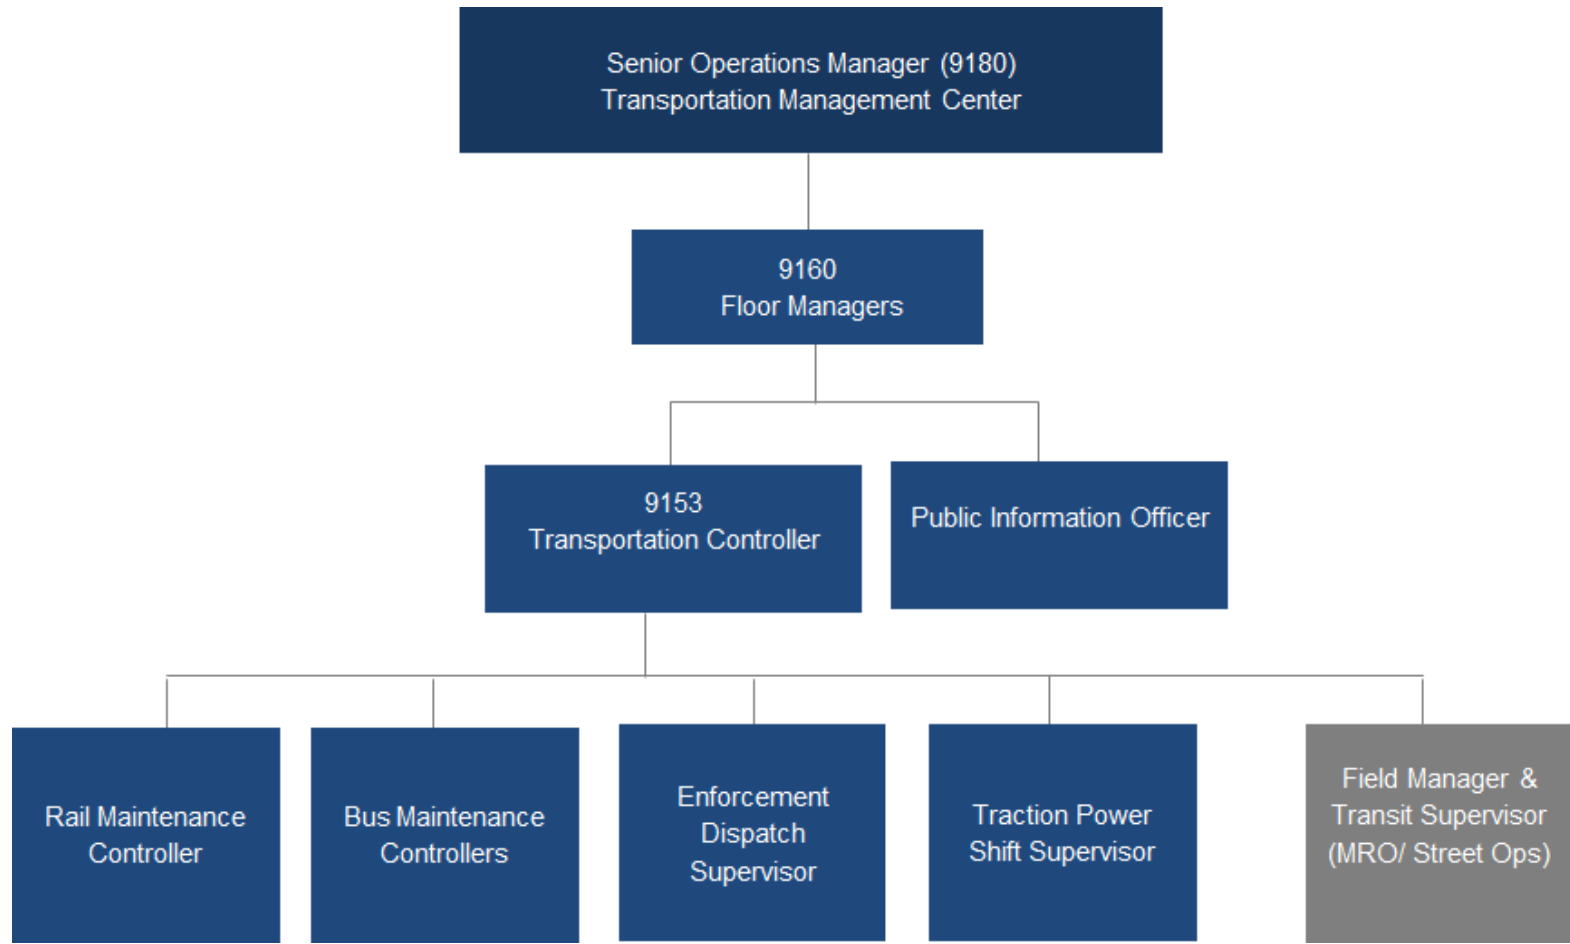 Senior Operations Manager (9180)
Transportation Management Center
9160
Floor Managers
9153
Transportation Controller
Public Information Officer
Rail Maintenance
Controller
Bus Maintenance
Controllers
Enforcement
Dispatch
Supervisor
Traction Power
Shift Supervisor
Field Manager &
Transit Supervisor
(MRO/ Street Ops)